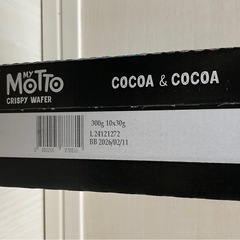 MY
MOTTO
CRISPY WAFER
COCOA & COCOA
300g 10x30g
L 24121272
BB 2026/02/11